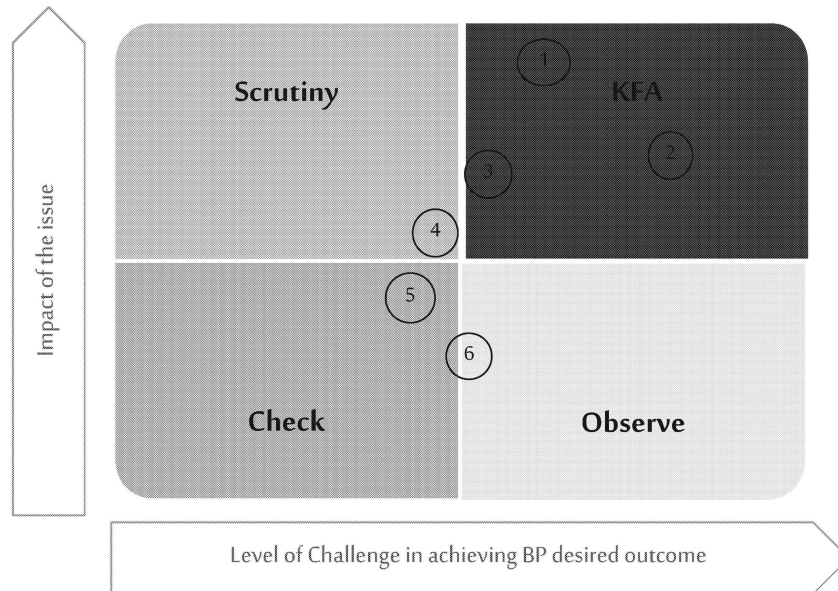 Impact of the issue
Scrutiny
KFA
1
2
3
4
5
6
Check
Observe
Level of Challenge in achieving BP desired outcome